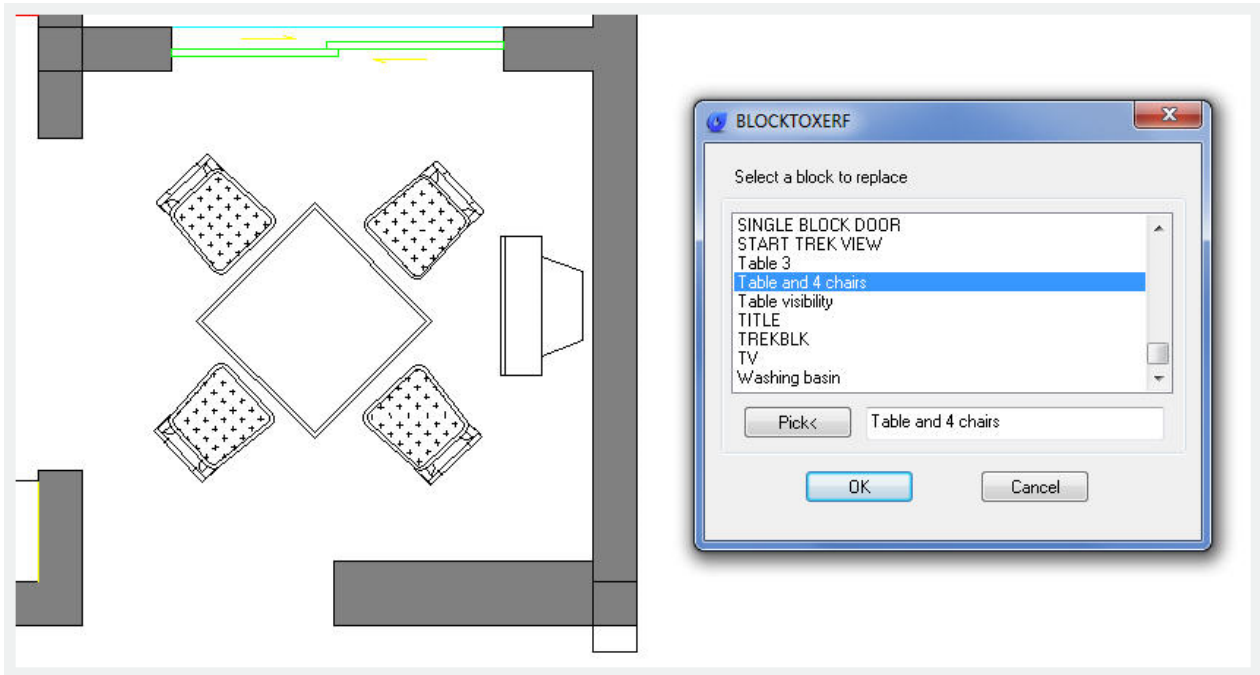 BLOCKTOXERF
Select a block to replace
SINGLE BLOCK DOOR
START TREK VIEW
Table 3
Table and 4 chairs
Table visibility
TITLE
TREKBLK
TV
Washing basin
Pick< Table and 4 chairs
OK Cancel